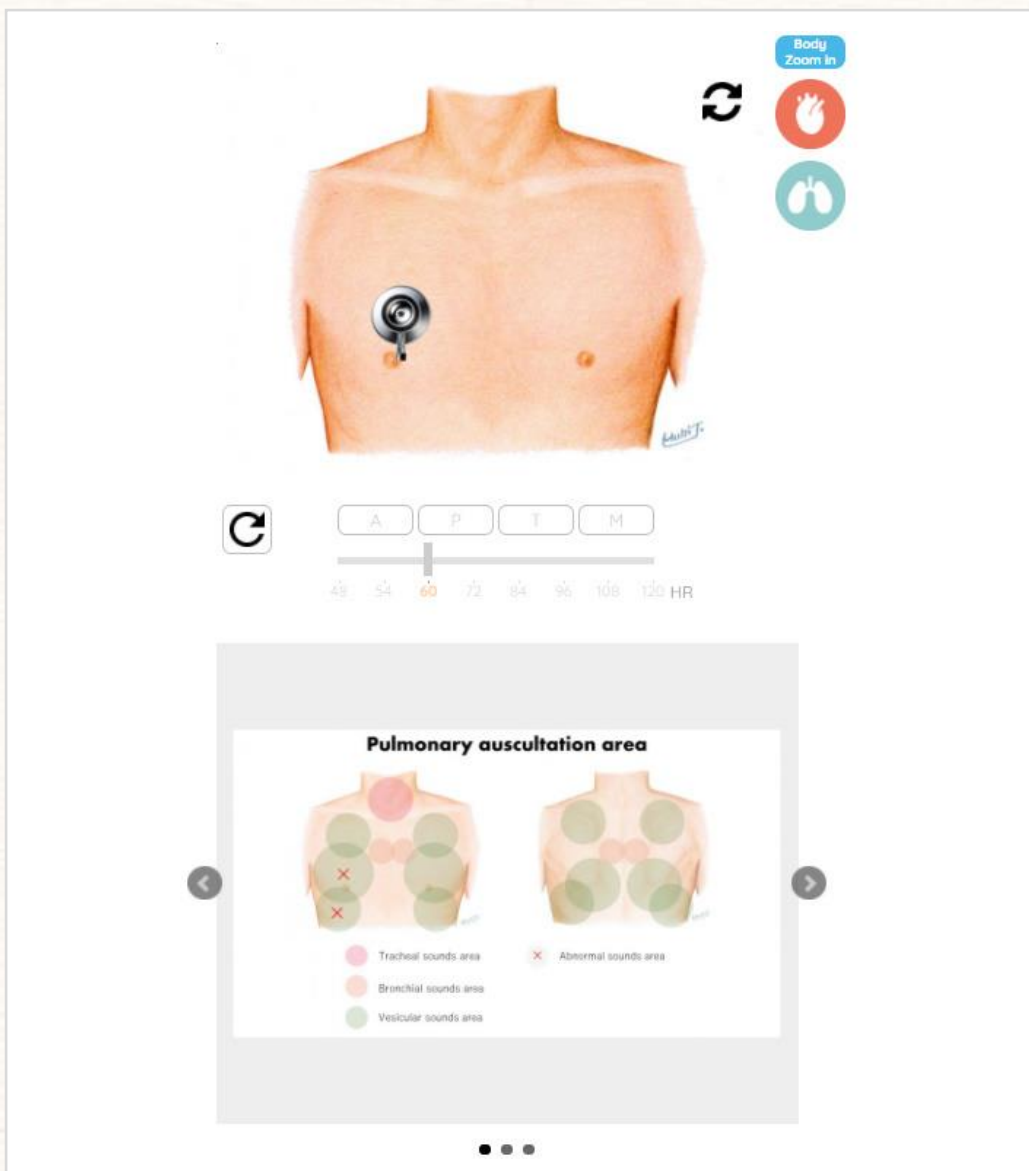 Body
Zoom in
A P T M
48 54 60 72 84 96 108 120 HR
Pulmonary auscultation area
Tracheal sounds area
Abnormal sounds area
Bronchial sounds area
Vesicular sounds area